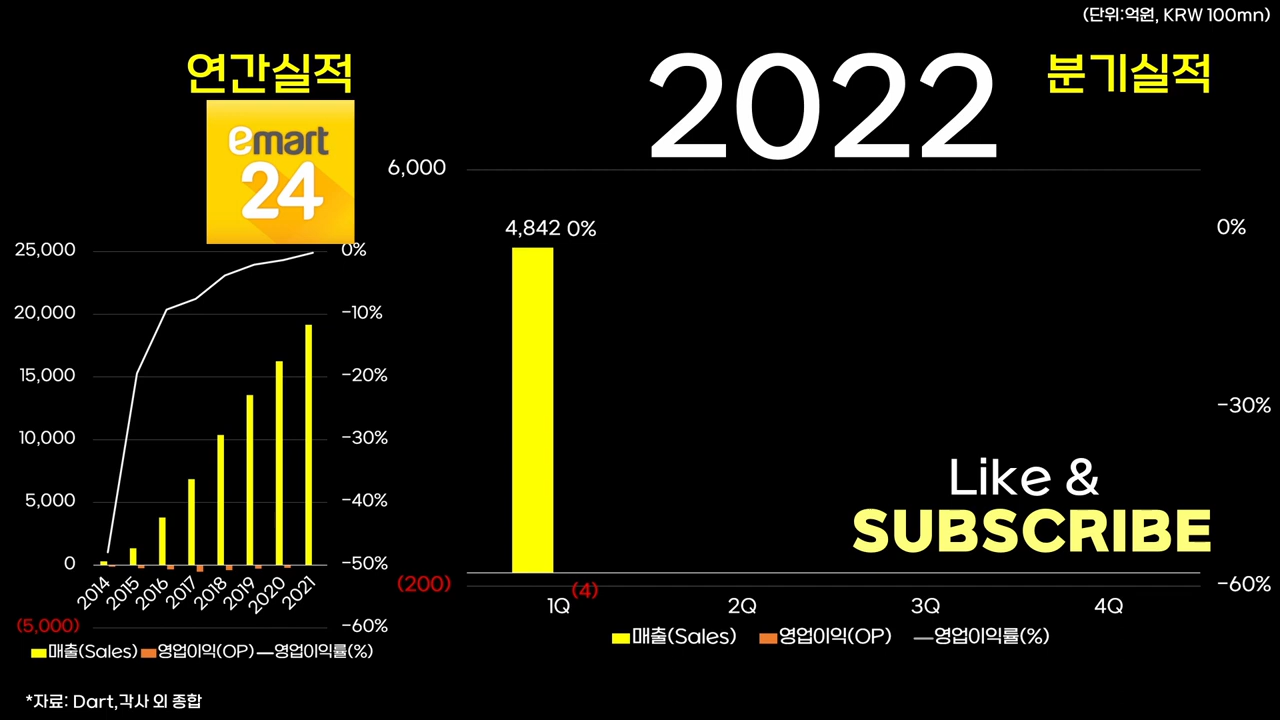 (단위:억원, KRW 100mn)
연간실적
2022
분기실적
emart
24
6,000
4,842 0%
0%
25,000
0%
20,000
-10%
15,000
-20%
10,000
-30%
5,000
-40%
0
-50%
(5,000)
-60%
2014 2015 2016 2017 2018 2019 2020 2021
매출(Sales) 영업이익(OP) 영업이익률(%)
-30%
Like &
SUBSCRIBE
(200)
(4)
-60%
1Q 2Q 3Q 4Q
매출(Sales) 영업이익(OP) 영업이익률(%)
*자료: Dart,각사 외 종합